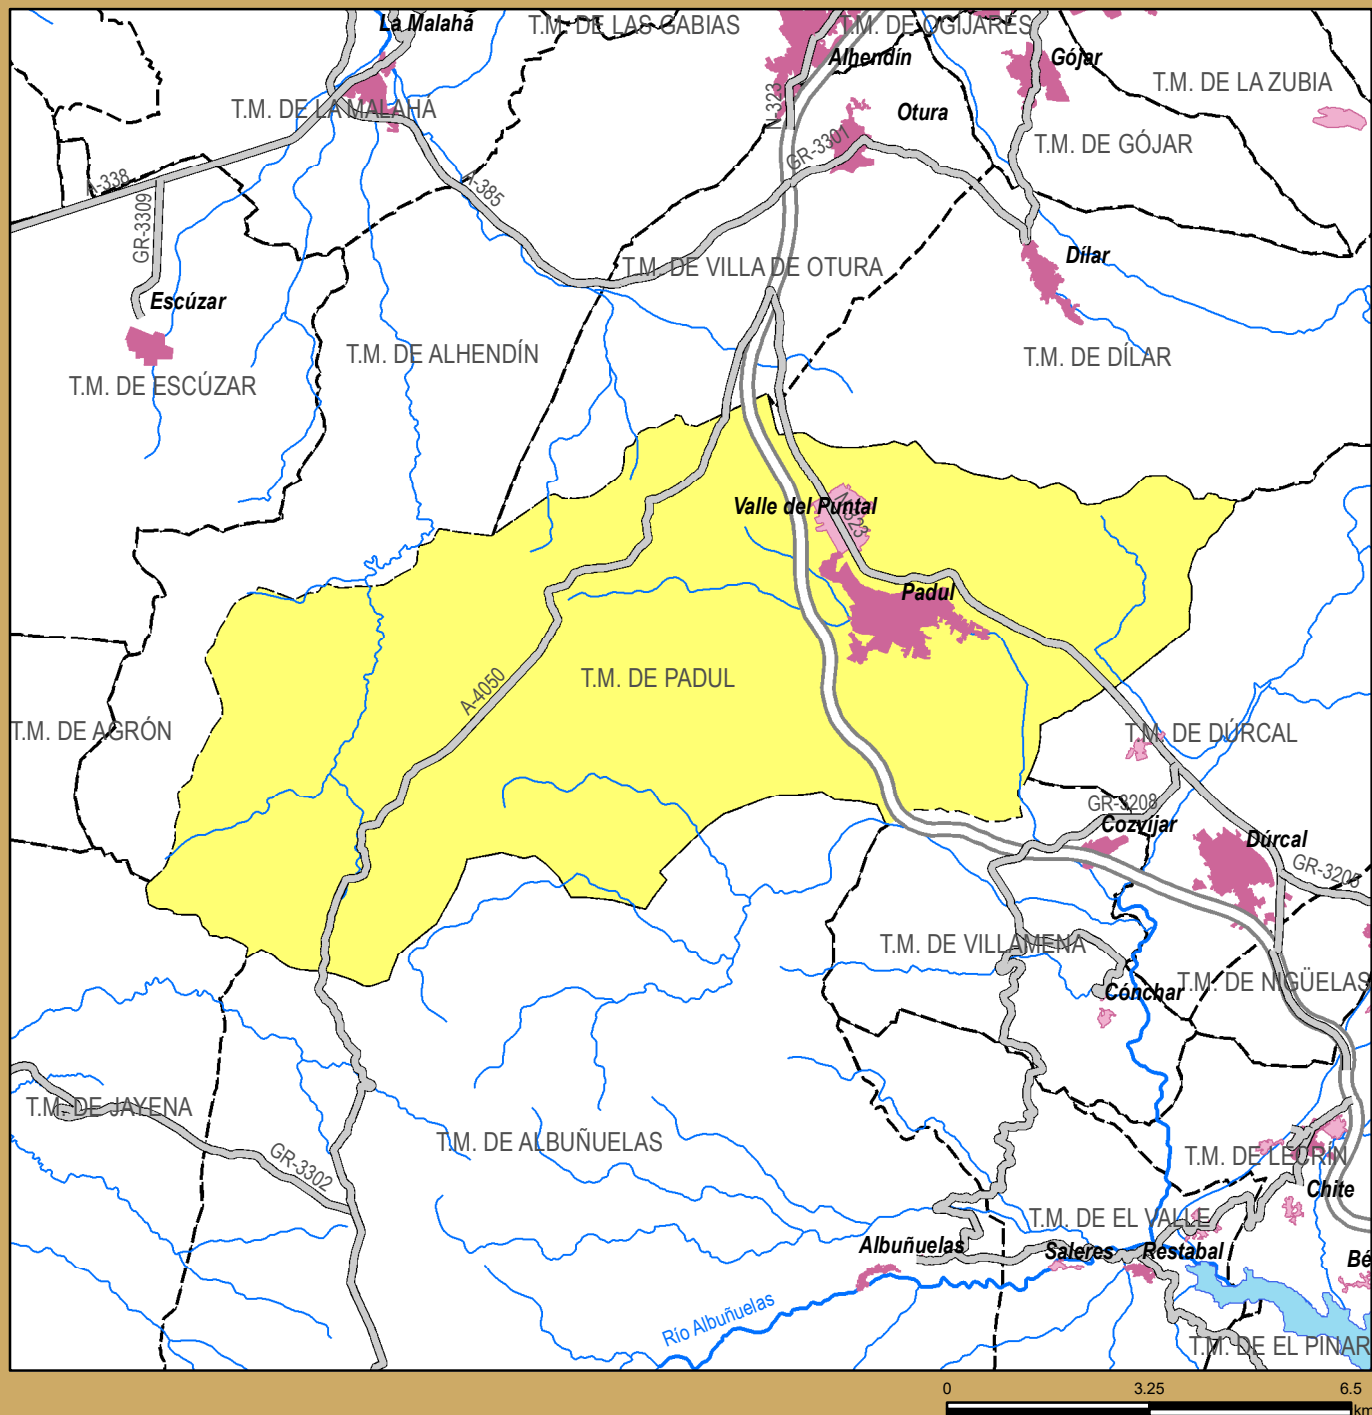 La Malahá
T.M. DE LAS GABIAS
T.M. DE OGIJARES
Alhendín
Gójar
T.M. DE LA ZUBIA
T.M. DE LA MALAHÁ
N-323
Otura
GR-3301
T.M. DE GÓJAR
A-338
A-385
GR-3309
Dílar
T.M. DE VILLA DE OTURA
Escúzar
T.M. DE ALHENDÍN
T.M. DE DÍLAR
T.M. DE ESCÚZAR
Valle del Puntal
N-323
Padul
T.M. DE PADUL
A-4050
T.M. DE AGRÓN
T.M. DE DÚRCAL
GR-3208
Cozvíjar
Dúrcal
GR-3205
T.M. DE VILLAMENA
T.M. DE NIGÜELAS
Cónchar
T.M. DE JAYENA
T.M. DE ALBUÑUELAS
GR-3302
T.M. DE LECRÍN
Chite
T.M. DE EL VALLE
Albuñuelas
Saleres
Restabal
Bé
Río Albuñuelas
T.M. DE EL PINAR
0 3.25 6.5
km